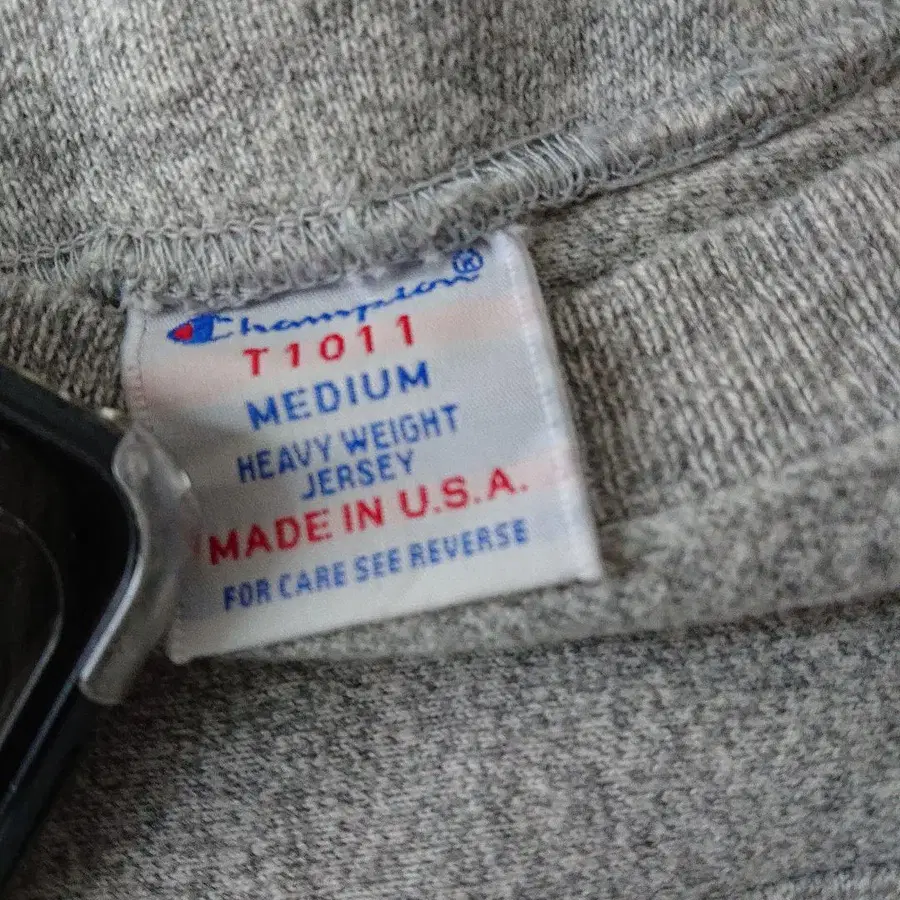 Champion®
T1011
MEDIUM
HEAVY WEIGHT
JERSEY
MADE IN U.S.A.
FOR CARE SEE REVERSE